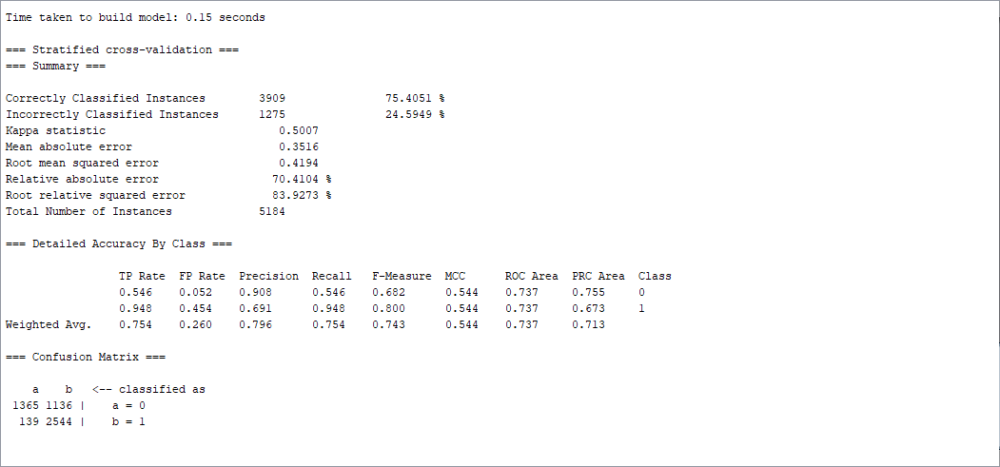 Time taken to build model: 0.15 seconds
=== Stratified cross-validation ===
=== Summary ===
Correctly Classified Instances        3909               75.4051 %
Incorrectly Classified Instances      1275               24.5949 %
Kappa statistic                          0.5007
Mean absolute error                      0.3516
Root mean squared error                  0.4194
Relative absolute error                 70.4104 %
Root relative squared error             83.9273 %
Total Number of Instances             5184
=== Detailed Accuracy By Class ===
                 TP Rate  FP Rate  Precision  Recall   F-Measure  MCC      ROC Area  PRC Area  Class
                 0.546    0.052    0.908      0.546    0.682      0.544    0.737     0.755     0
                 0.948    0.454    0.691      0.948    0.800      0.544    0.737     0.673     1
Weighted Avg.    0.754    0.260    0.796      0.754    0.743      0.544    0.737     0.713
=== Confusion Matrix ===
    a    b   <-- classified as
 1365 1136 |    a = 0
  139 2544 |    b = 1